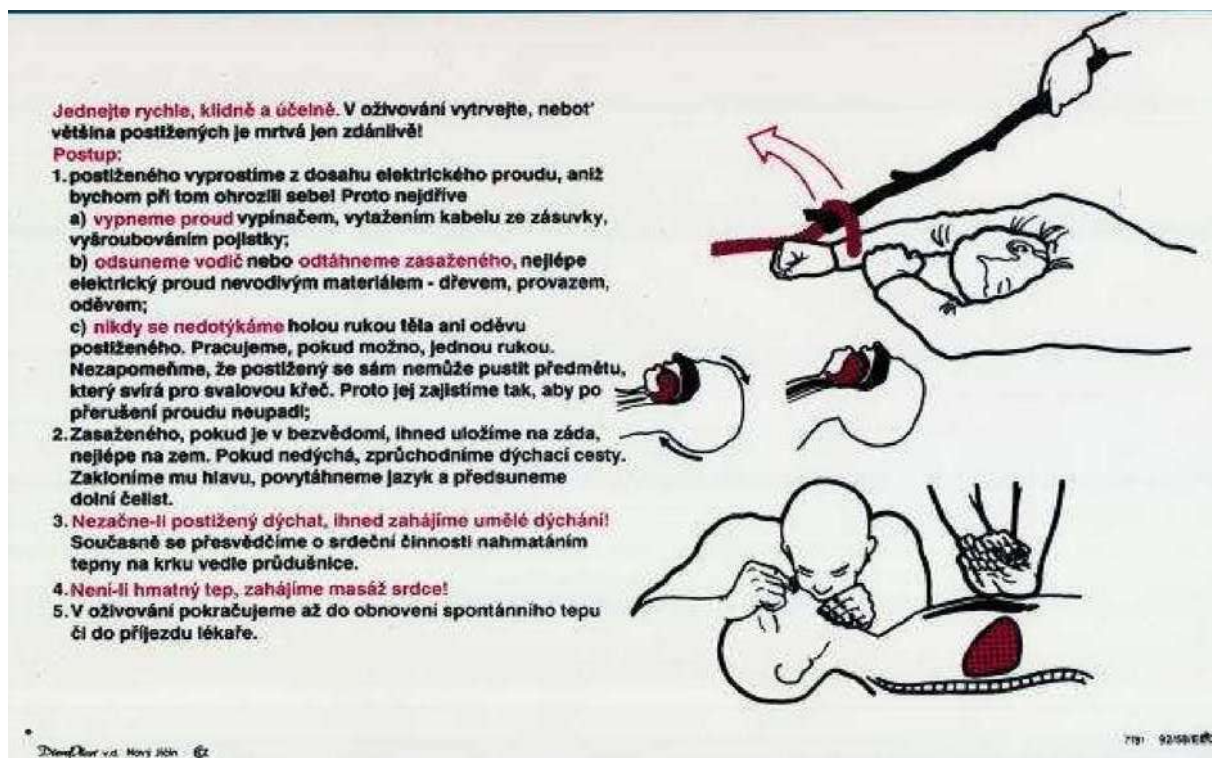 Jednejte rychle, klidně a účelně. V oživování vytrvejte, neboť
většina postižených je mrtvá jen zdánlivě!
Postup:
1. postiženého vyprostíme z dosahu elektrického proudu, aniž
bychom při tom ohrozili sebe! Proto nejdříve
a) vypneme proud vypínačem, vytažením kabelu ze zásuvky,
vyšroubováním pojistky;
b) odsuneme vodič nebo odtáhneme zasaženého, nejlépe
elektrický proud nevodivým materiálem - dřevem, provazem,
oděvem;
c) nikdy se nedotýkáme holou rukou těla ani oděvu
postiženého. Pracujeme, pokud možno, jednou rukou.
Nezapomeňme, že postižený se sám nemůže pustit předmětu,
který svírá pro svalovou křeč. Proto jej zajistíme tak, aby po
přerušení proudu neupadl;
2. Zasaženého, pokud je v bezvědomí, ihned uložíme na záda,
nejlépe na zem. Pokud nedýchá, zprůchodníme dýchací cesty.
Zakloníme mu hlavu, povytáhneme jazyk a předsuneme
dolní čelist.
3. Nezačne-li postižený dýchat, ihned zahájíme umělé dýchání!
Současně se přesvědčíme o srdeční činnosti nahmatáním
tepny na krku vedle průdušnice.
4. Není-li hmatný tep, zahájíme masáž srdce!
5. V oživování pokračujeme až do obnovení spontánního tepu
či do příjezdu lékaře.
v.d. Nový Jičín